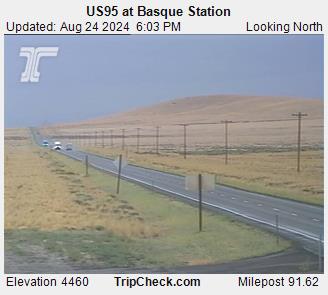 US95 at Basque Station
Updated: Aug 24 2024 6:03 PM Looking North
Elevation 4460 TripCheck.com Milepost 91.62